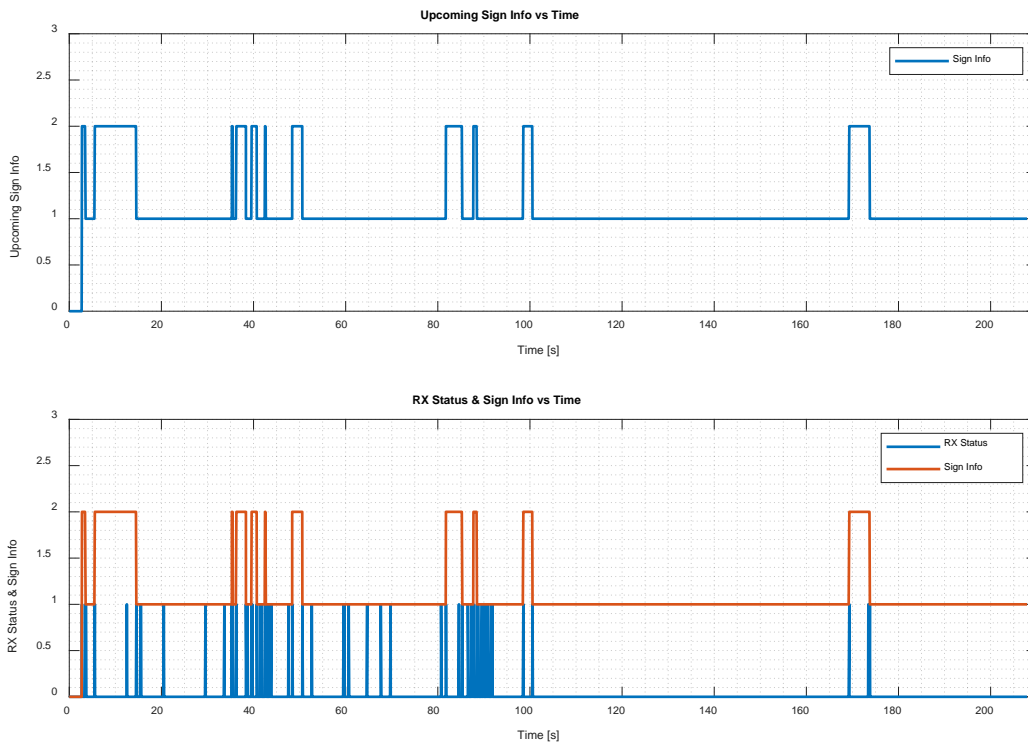 Upcoming Sign Info vs Time
3
2.5
2
1.5
1
0.5
0
Upcoming Sign Info
Sign Info
0 20 40 60 80 100 120 140 160 180 200
Time [s]
RX Status & Sign Info vs Time
3
2.5
2
1.5
1
0.5
0
RX Status & Sign Info
RX Status
Sign Info
0 20 40 60 80 100 120 140 160 180 200
Time [s]